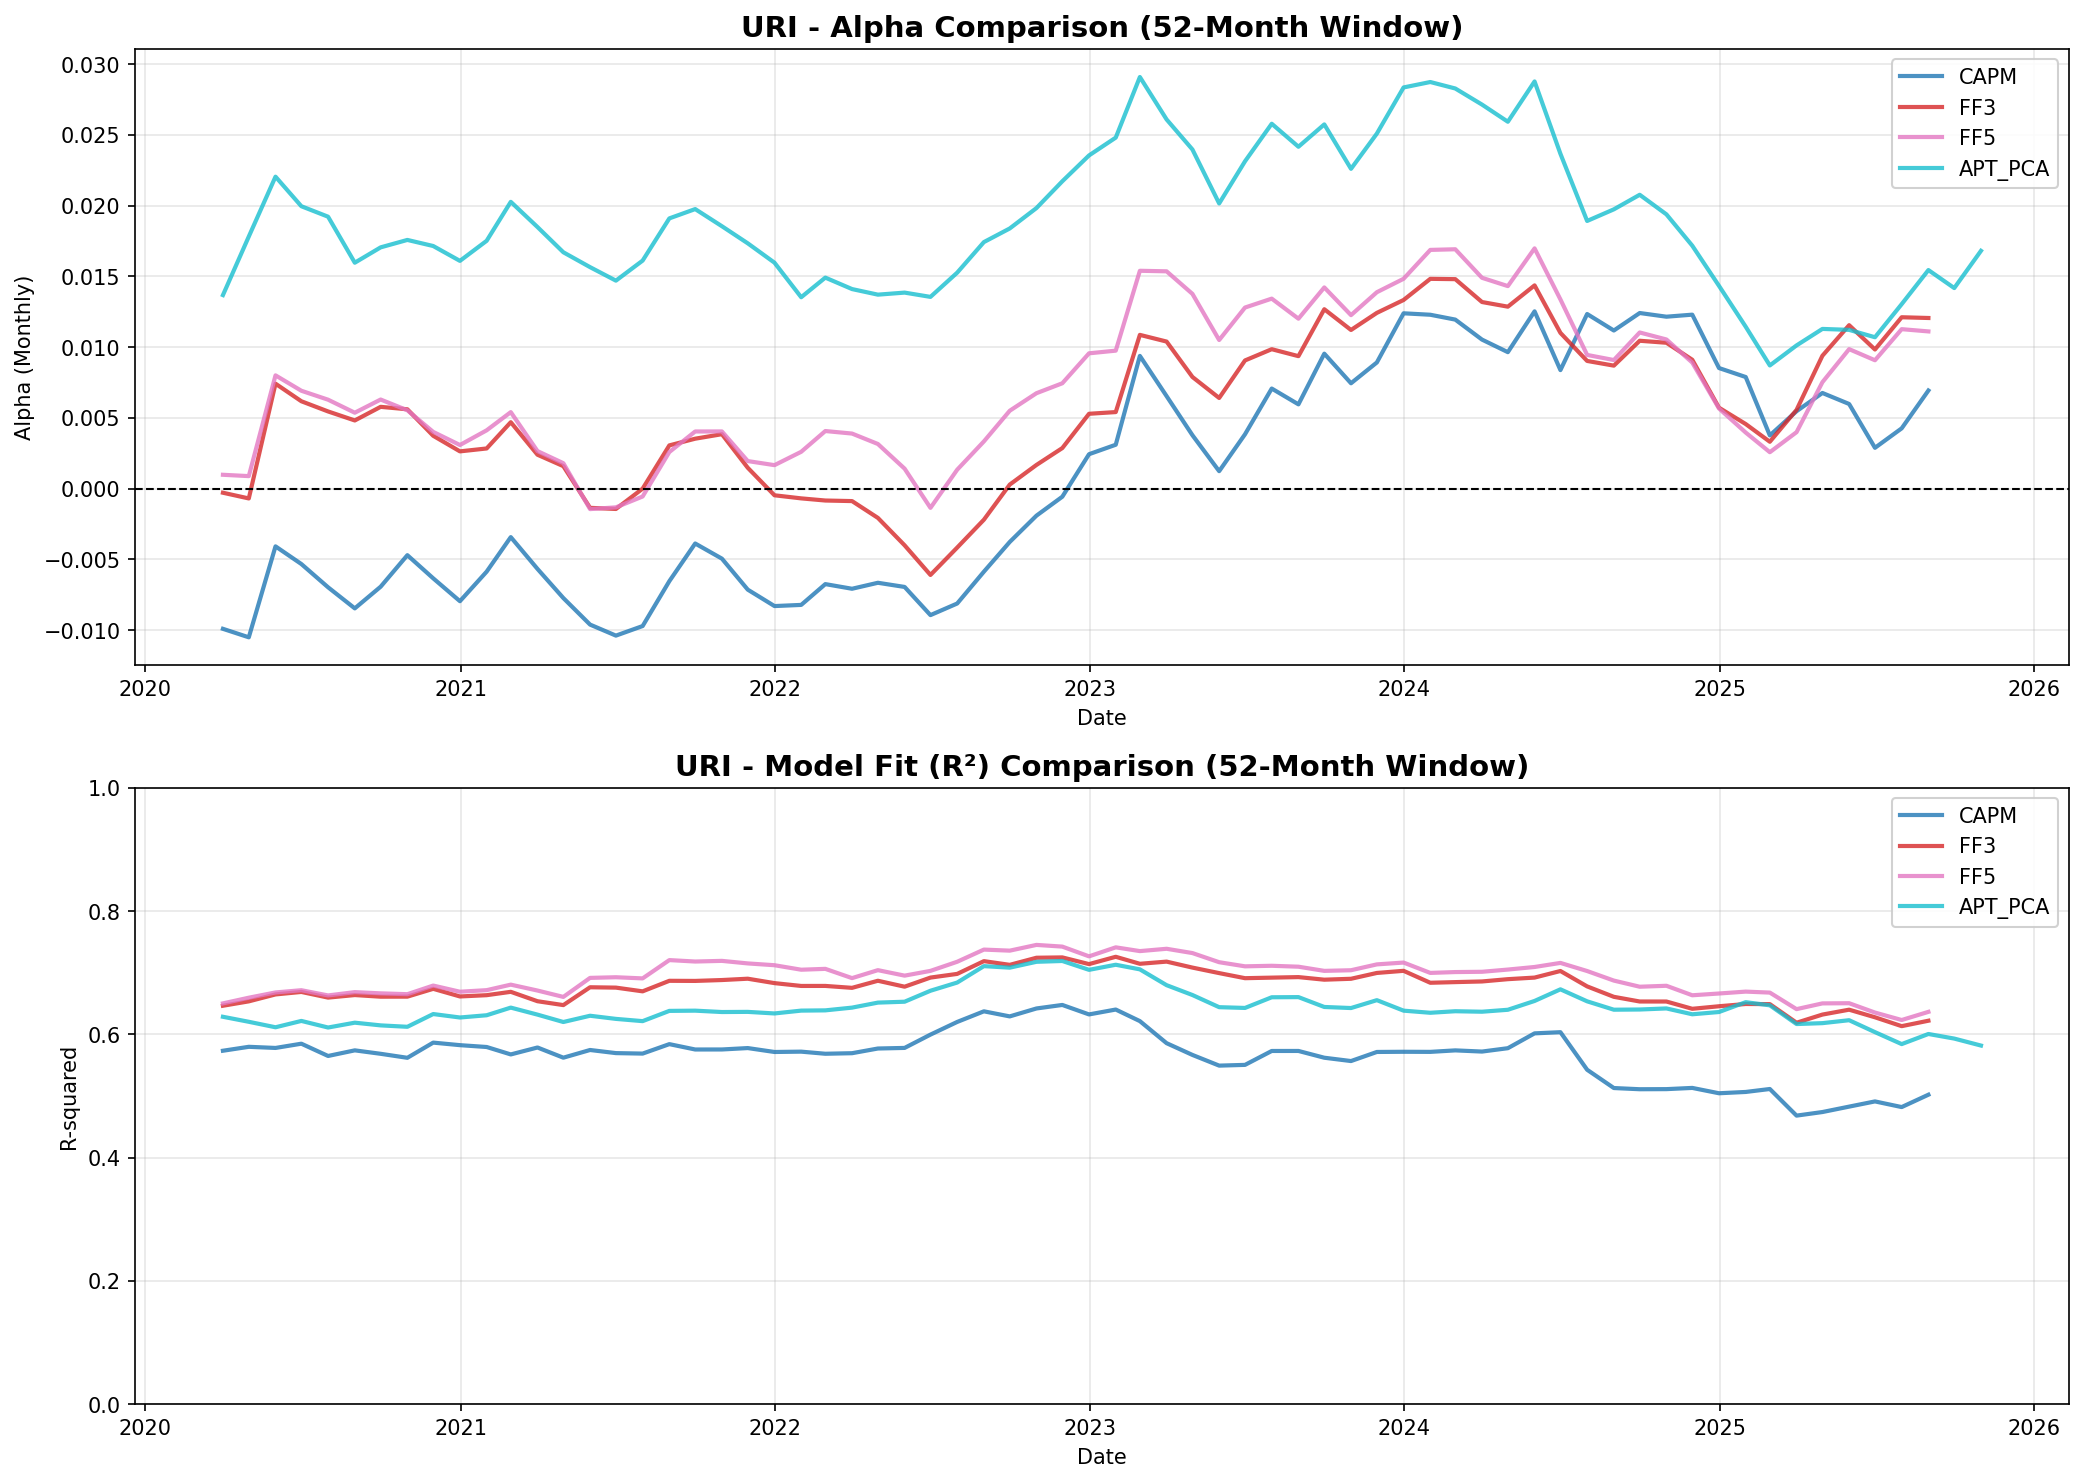 URI - Alpha Comparison (52-Month Window)
0.030
0.025
0.020
0.015
0.010
0.005
0.000
−0.005
−0.010
Alpha (Monthly)
CAPM
FF3
FF5
APT_PCA
2020 2021 2022 2023 2024 2025 2026
Date
URI - Model Fit (R²) Comparison (52-Month Window)
1.0
0.8
0.6
0.4
0.2
0.0
R-squared
CAPM
FF3
FF5
APT_PCA
2020 2021 2022 2023 2024 2025 2026
Date